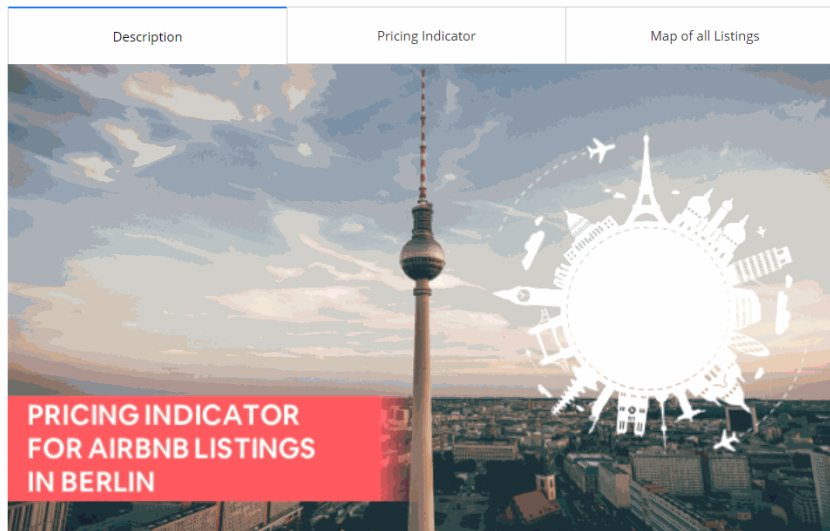 Description
Pricing Indicator
Map of all Listings
PRICING INDICATOR
FOR AIRBNB LISTINGS
IN BERLIN